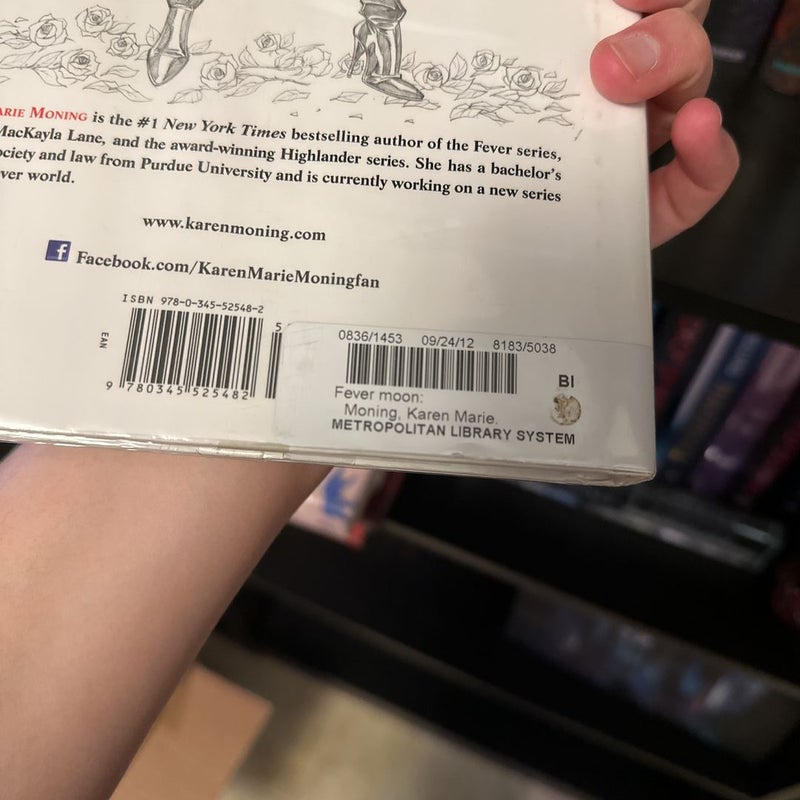 ARIE MONING is the #1 New York Times bestselling author of the Fever series,
MacKayla Lane, and the award-winning Highlander series. She has a bachelor's
ociety and law from Purdue University and is currently working on a new series
ver world.
www.karenmoning.com
f Facebook.com/KarenMarieMoningfan
ISBN 978-0-345-52548-2
EAN
5
9 780345 525482
0836/1453 09/24/12 8183/5038
BI
Fever moon:
Moning, Karen Marie.
METROPOLITAN LIBRARY SYSTEM